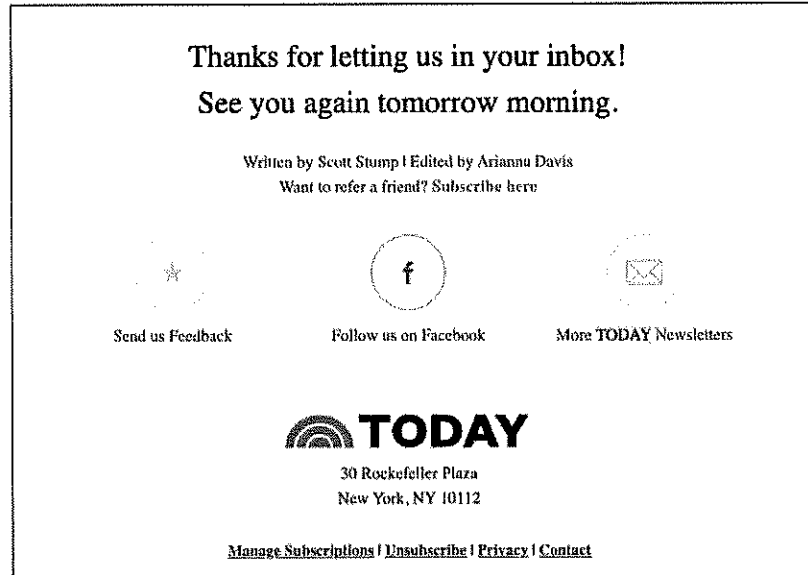 Thanks for letting us in your inbox!
See you again tomorrow morning.
Written by Scott Stump | Edited by Arianna Davis
Want to refer a friend? Subscribe here
f
Send us Feedback
Follow us on Facebook
More TODAY Newsletters
TODAY
30 Rockefeller Plaza
New York, NY 10112
Manage Subscriptions | Unsubscribe | Privacy | Contact